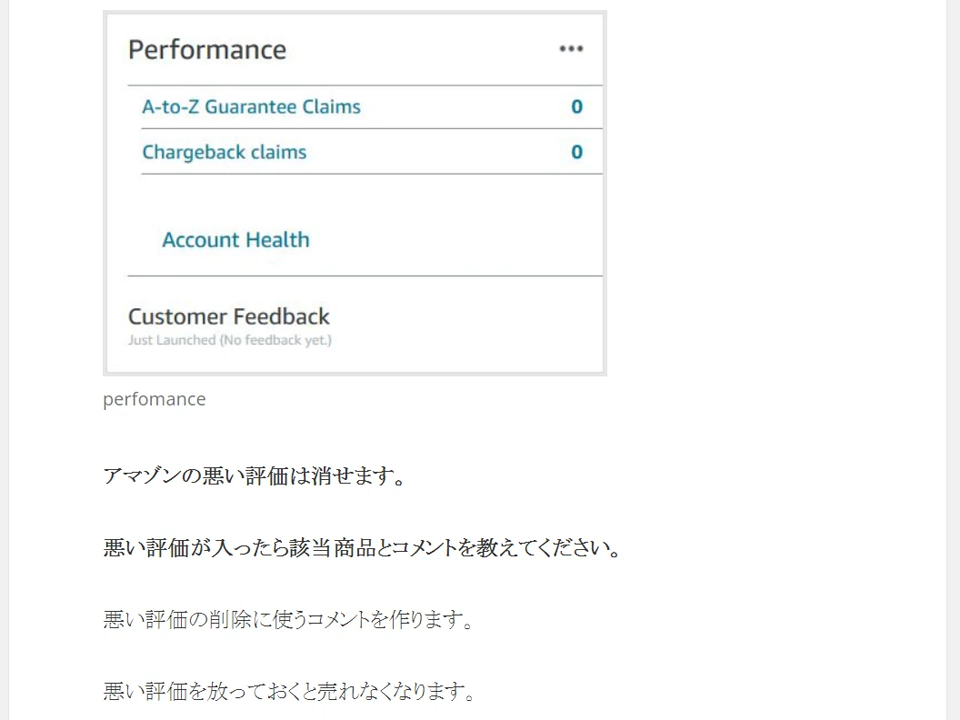 Performance
•••
A-to-Z Guarantee Claims 0
Chargeback claims 0
Account Health
Customer Feedback
Just Launched (No feedback yet.)
perfomance
アマゾンの悪い評価は消せます。
悪い評価が入ったら該当商品とコメントを教えてください。
悪い評価の削除に使うコメントを作ります。
悪い評価を放っておくと売れなくなります。